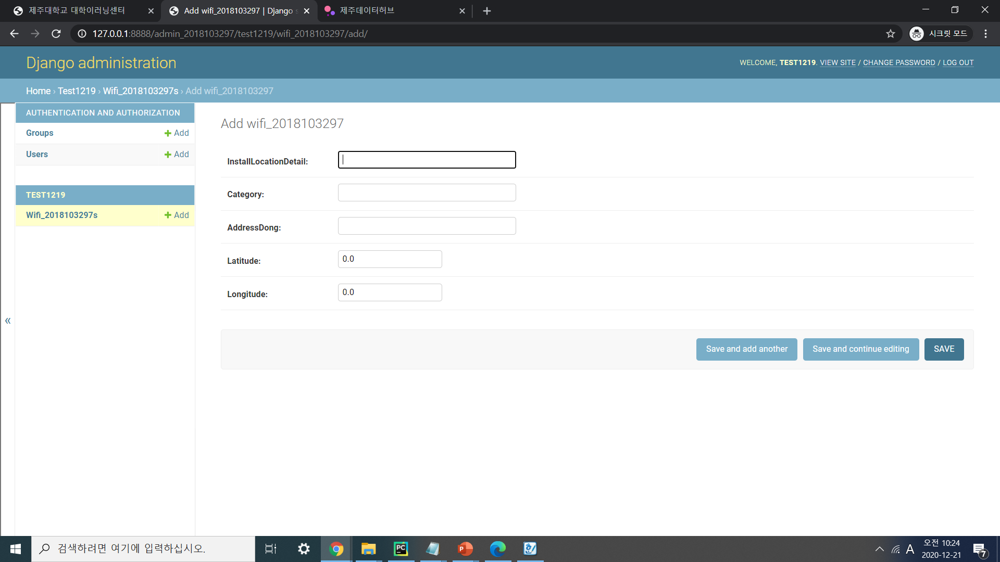 제주대학교 대학이러닝센터
Add wifi_2018103297 | Django s
제주데이터허브
127.0.0.1:8888/admin_2018103297/test1219/wifi_2018103297/add/
시크릿 모드
Django administration
WELCOME, TEST1219. VIEW SITE / CHANGE PASSWORD / LOG OUT
Home › Test1219 › Wifi_2018103297s › Add wifi_2018103297
AUTHENTICATION AND AUTHORIZATION
Groups + Add
Users + Add
TEST1219
Wifi_2018103297s + Add
«
Add wifi_2018103297
InstallLocationDetail:
Category:
AddressDong:
Latitude: 0.0
Longitude: 0.0
Save and add another Save and continue editing SAVE
검색하려면 여기에 입력하십시오.
PC
P
A
오전 10:24
2020-12-21
7